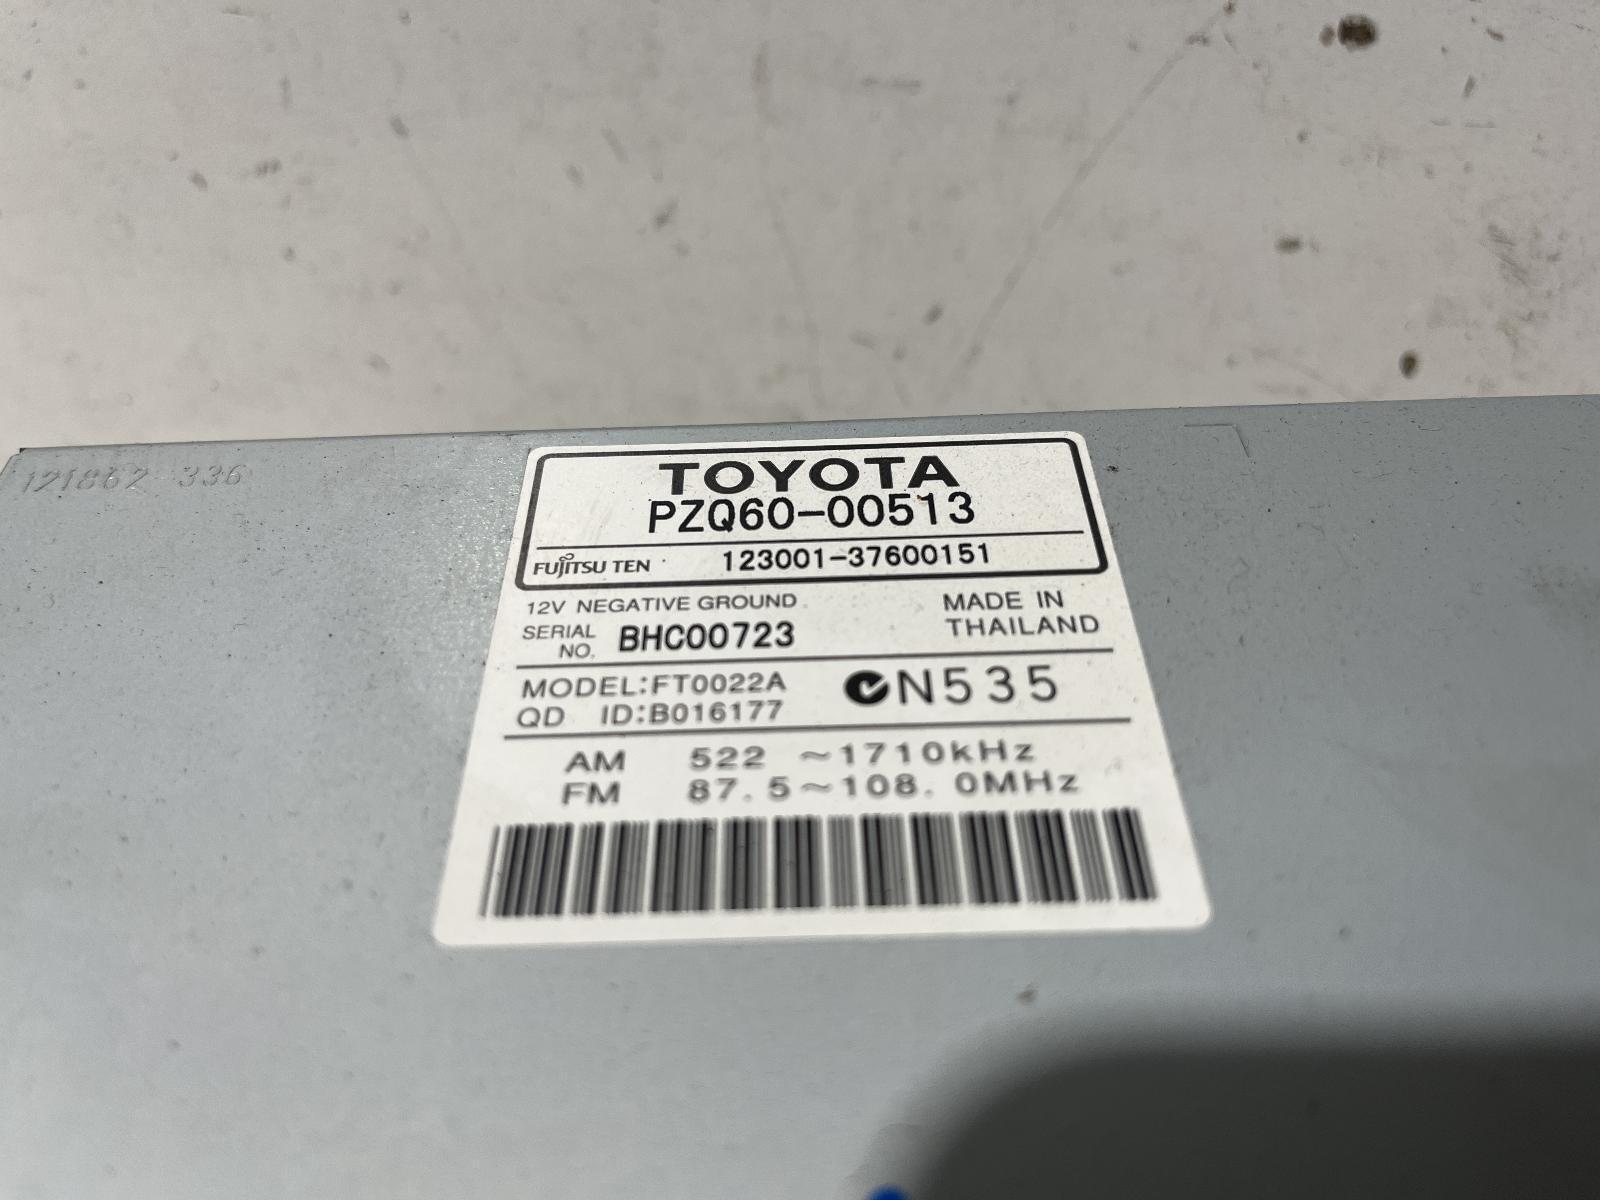 121862 336
TOYOTA
PZQ60-00513
FUJITSU TEN 123001-37600151
12V NEGATIVE GROUND
MADE IN
THAILAND
SERIAL
NO. BHC00723
MODEL:FT0022A
QD ID:B016177
N535
AM 522 ~1710kHz
FM 87.5~108.0MHz